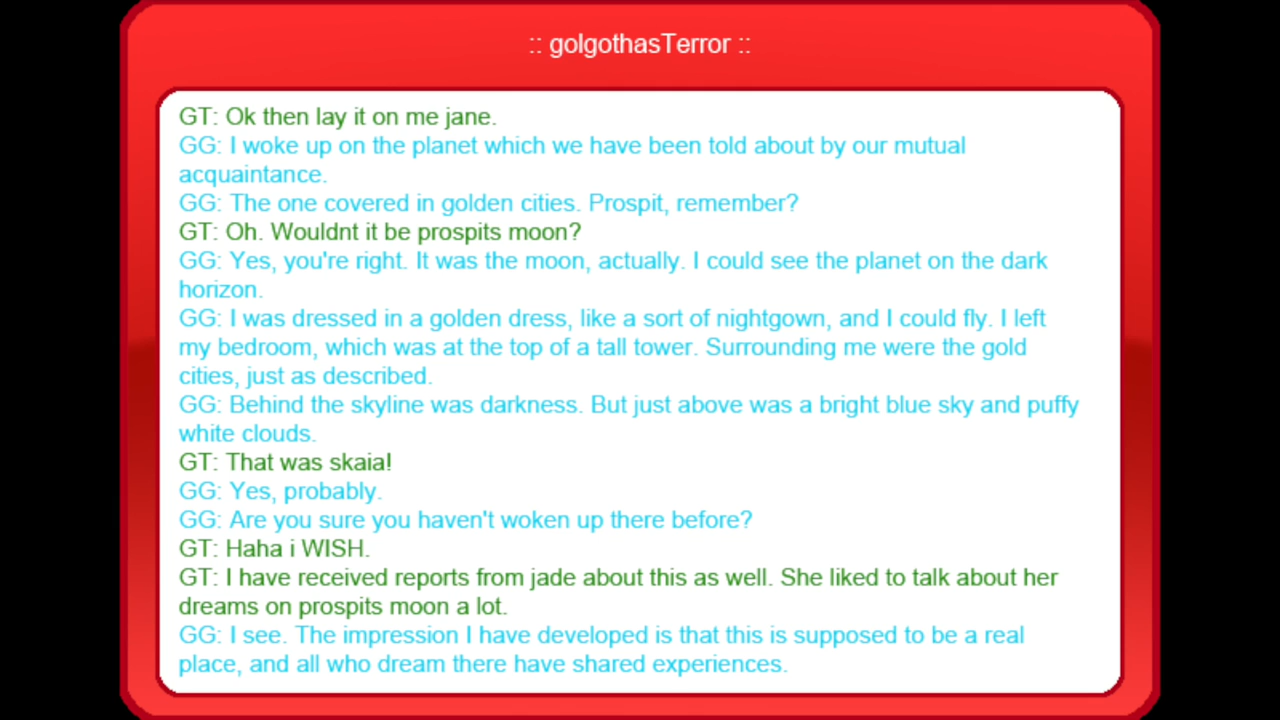 :: golgothasTerror ::
GT: Ok then lay it on me jane.
GG: I woke up on the planet which we have been told about by our mutual
acquaintance.
GG: The one covered in golden cities. Prospit, remember?
GT: Oh. Wouldnt it be prospits moon?
GG: Yes, you're right. It was the moon, actually. I could see the planet on the dark
horizon.
GG: I was dressed in a golden dress, like a sort of nightgown, and I could fly. I left
my bedroom, which was at the top of a tall tower. Surrounding me were the gold
cities, just as described.
GG: Behind the skyline was darkness. But just above was a bright blue sky and puffy
white clouds.
GT: That was skaia!
GG: Yes, probably.
GG: Are you sure you haven't woken up there before?
GT: Haha i WISH.
GT: I have received reports from jade about this as well. She liked to talk about her
dreams on prospits moon a lot.
GG: I see. The impression I have developed is that this is supposed to be a real
place, and all who dream there have shared experiences.